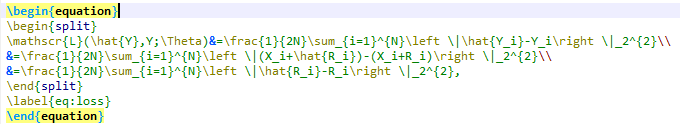 \begin{equation}
\begin{split}
\mathscr{L}(\hat{Y},Y;\Theta)&=\frac{1}{2N}\sum_{i=1}^{N}\left \|\hat{Y_i}-Y_i\right \|_2^{2}\\
&=\frac{1}{2N}\sum_{i=1}^{N}\left \|(X_i+\hat{R_i})-(X_i+R_i)\right \|_2^{2}\\
&=\frac{1}{2N}\sum_{i=1}^{N}\left \|\hat{R_i}-R_i\right \|_2^{2},
\end{split}
\label{eq:loss}
\end{equation}